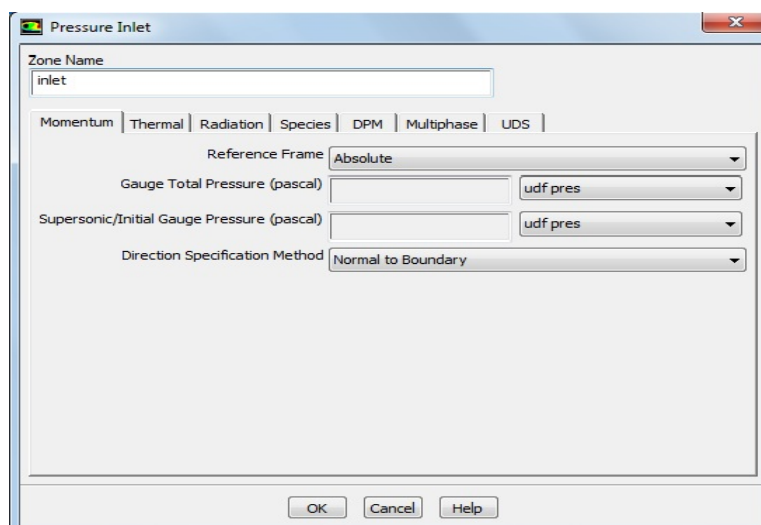 Pressure Inlet
Zone Name
inlet
Momentum Thermal Radiation Species DPM Multiphase UDS
Reference Frame Absolute
Gauge Total Pressure (pascal) udf pres
Supersonic/Initial Gauge Pressure (pascal) udf pres
Direction Specification Method Normal to Boundary
OK Cancel Help